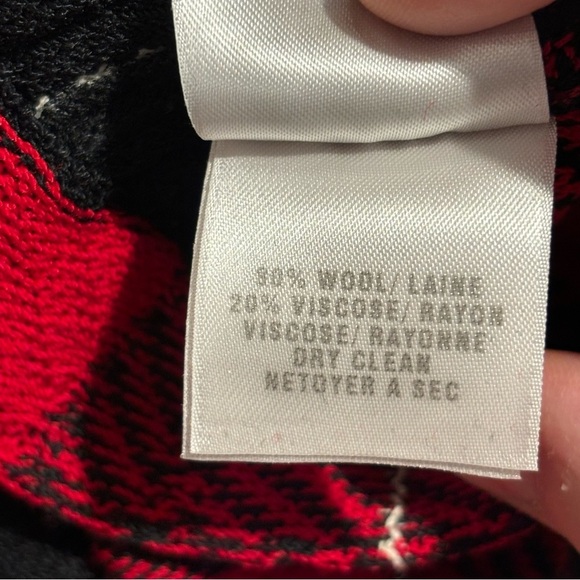 80% WOOL/ LAINE
20% VISCOSE/ RAYON
VISCOSE/ RAYONNE
DRY CLEAN
NETOYER A SEC